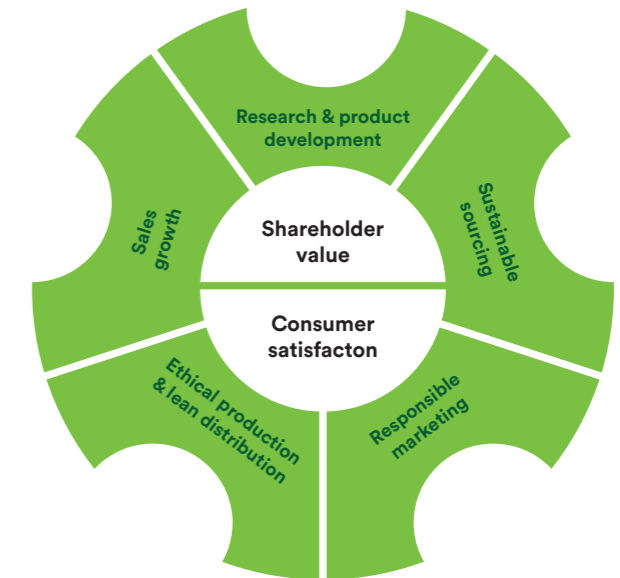 Research & product
development
Sustainable
sourcing
Responsible
marketing
Ethical production
& lean distribution
Sales
growth
Shareholder
value
Consumer
satisfacton